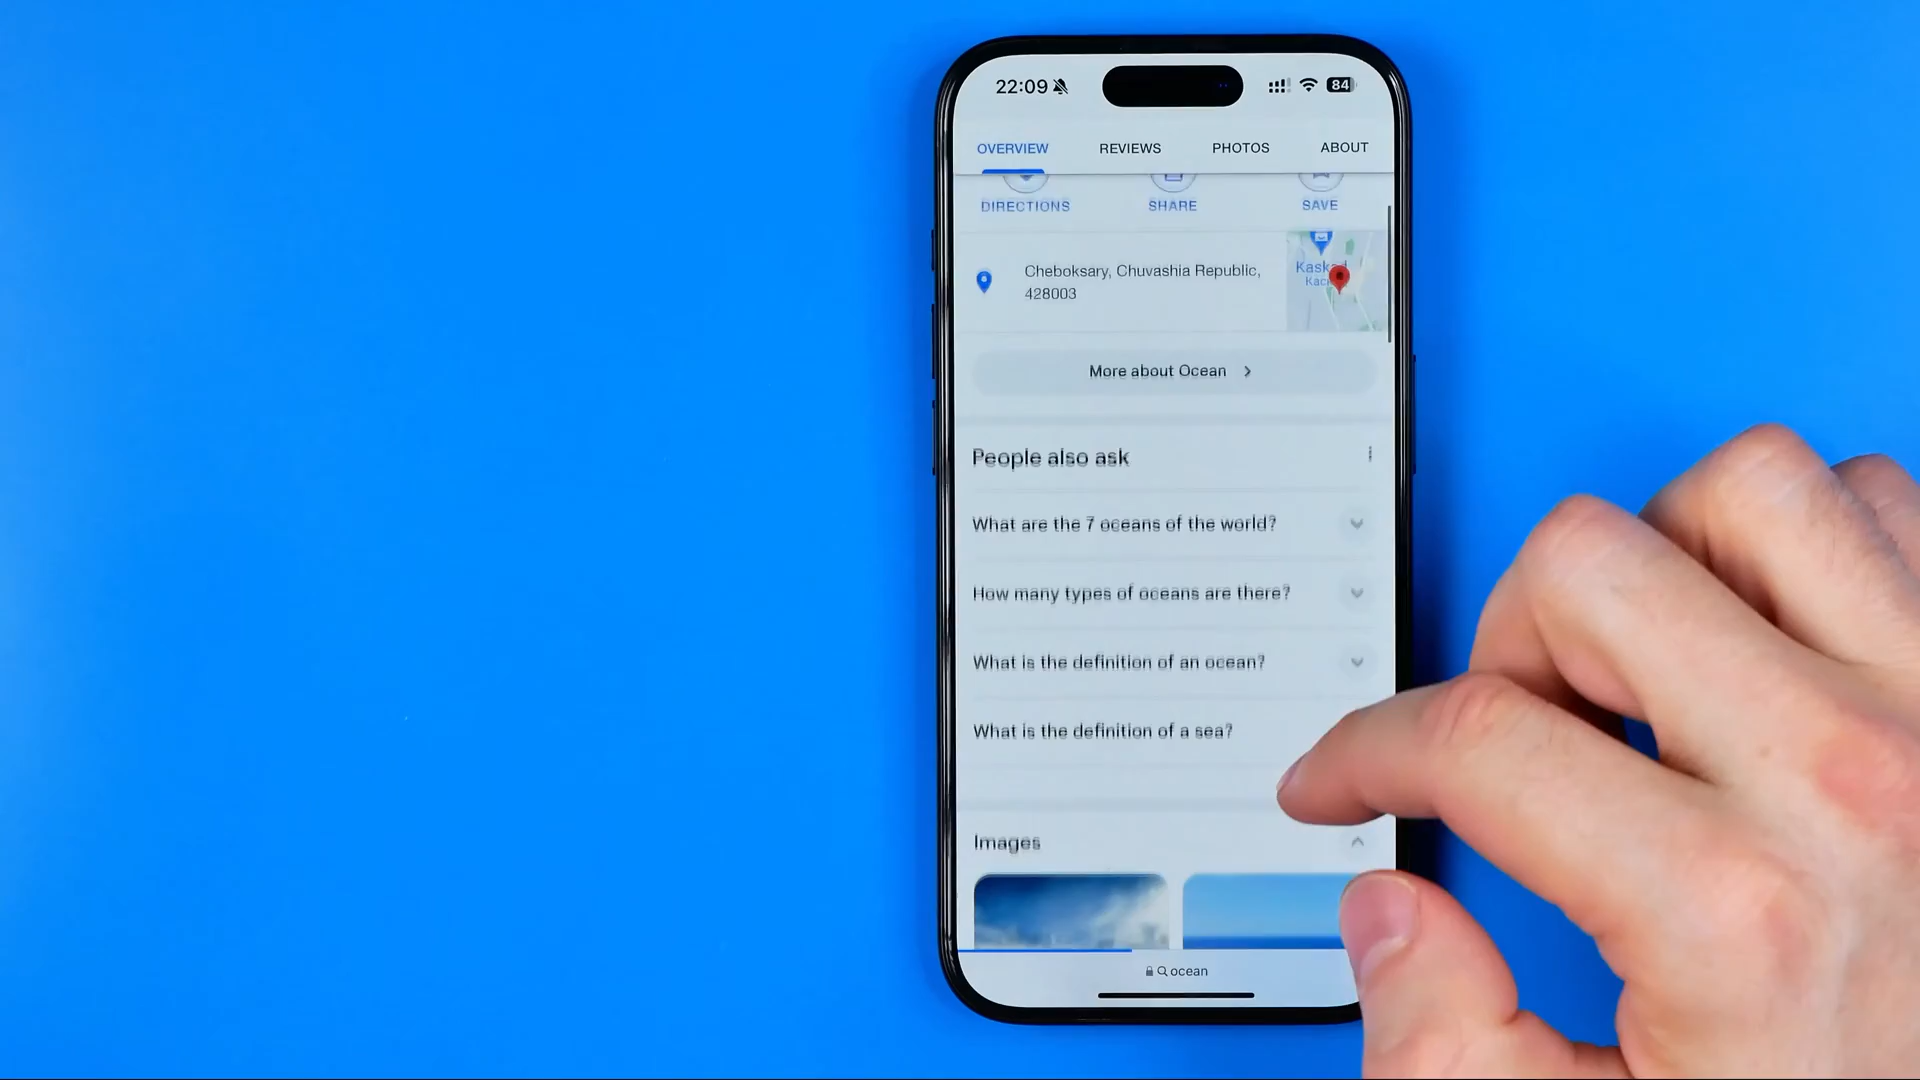 22:09
84
OVERVIEW REVIEWS PHOTOS ABOUT
DIRECTIONS SHARE SAVE
Cheboksary, Chuvashia Republic,
428003
More about Ocean
People also ask
What are the 7 oceans of the world?
How many types of oceans are there?
What is the definition of an ocean?
What is the definition of a sea?
Images
ocean